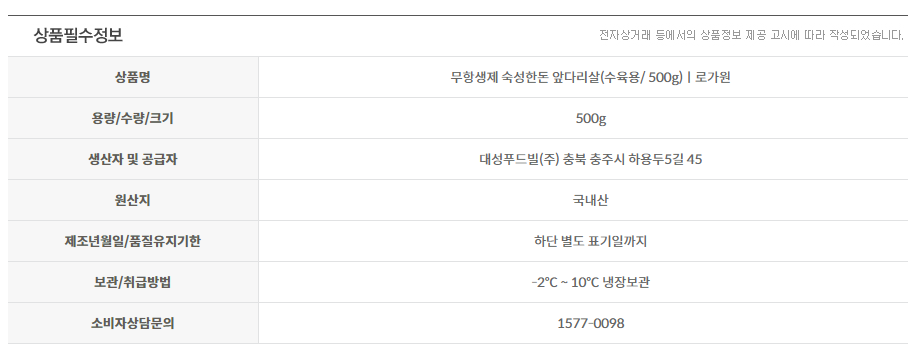 상품필수정보
전자상거래 등에서의 상품정보 제공 고시에 따라 작성되었습니다.
상품명 무항생제 숙성한돈 앞다리살(수육용/ 500g) | 로가원
용량/수량/크기 500g
생산자 및 공급자 대성푸드빌(주) 충북 충주시 하용두5길 45
원산지 국내산
제조년월일/품질유지기한 하단 별도 표기일까지
보관/취급방법 -2℃ ~ 10℃ 냉장보관
소비자상담문의 1577-0098